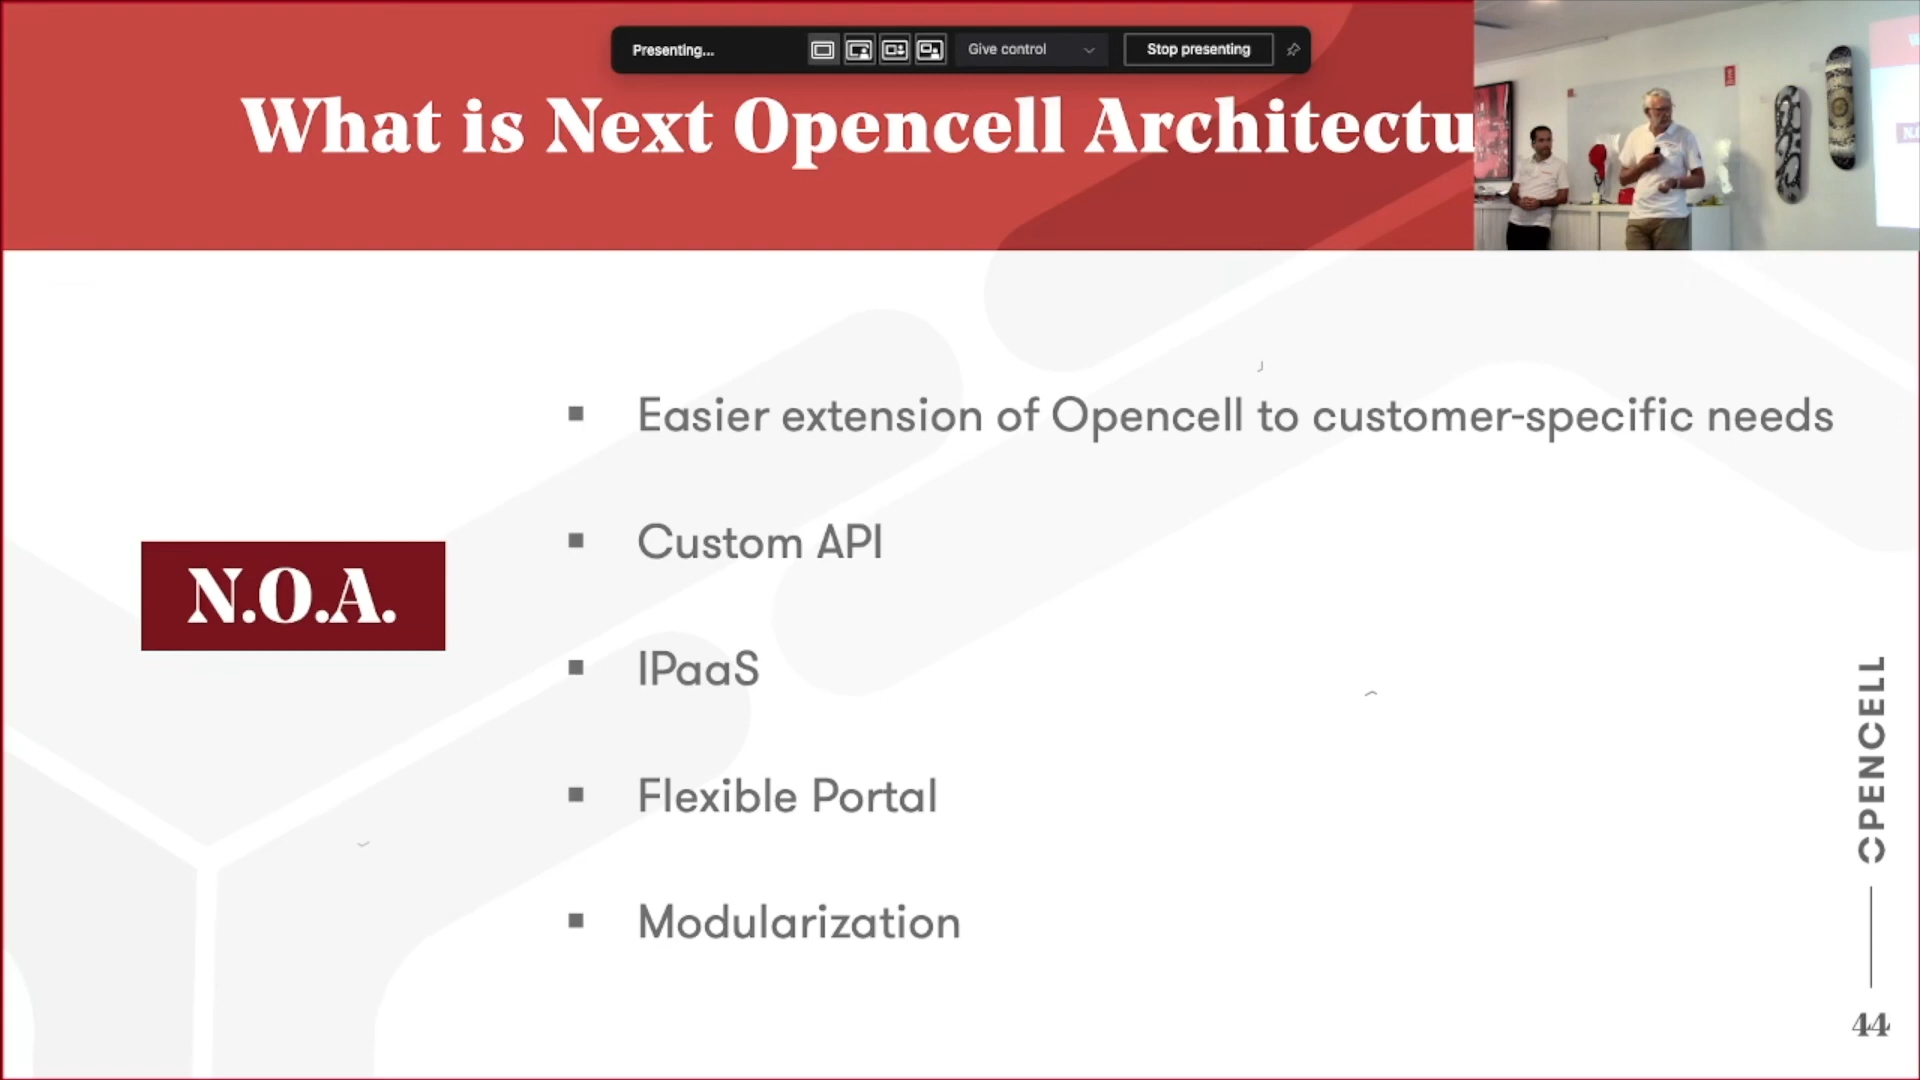 Presenting...
Give control
Stop presenting
What is Next Opencell Architectu
Easier extension of Opencell to customer-specific needs
Custom API
N.O.A.
IPaaS
Flexible Portal
Modularization
OPENCELL
44